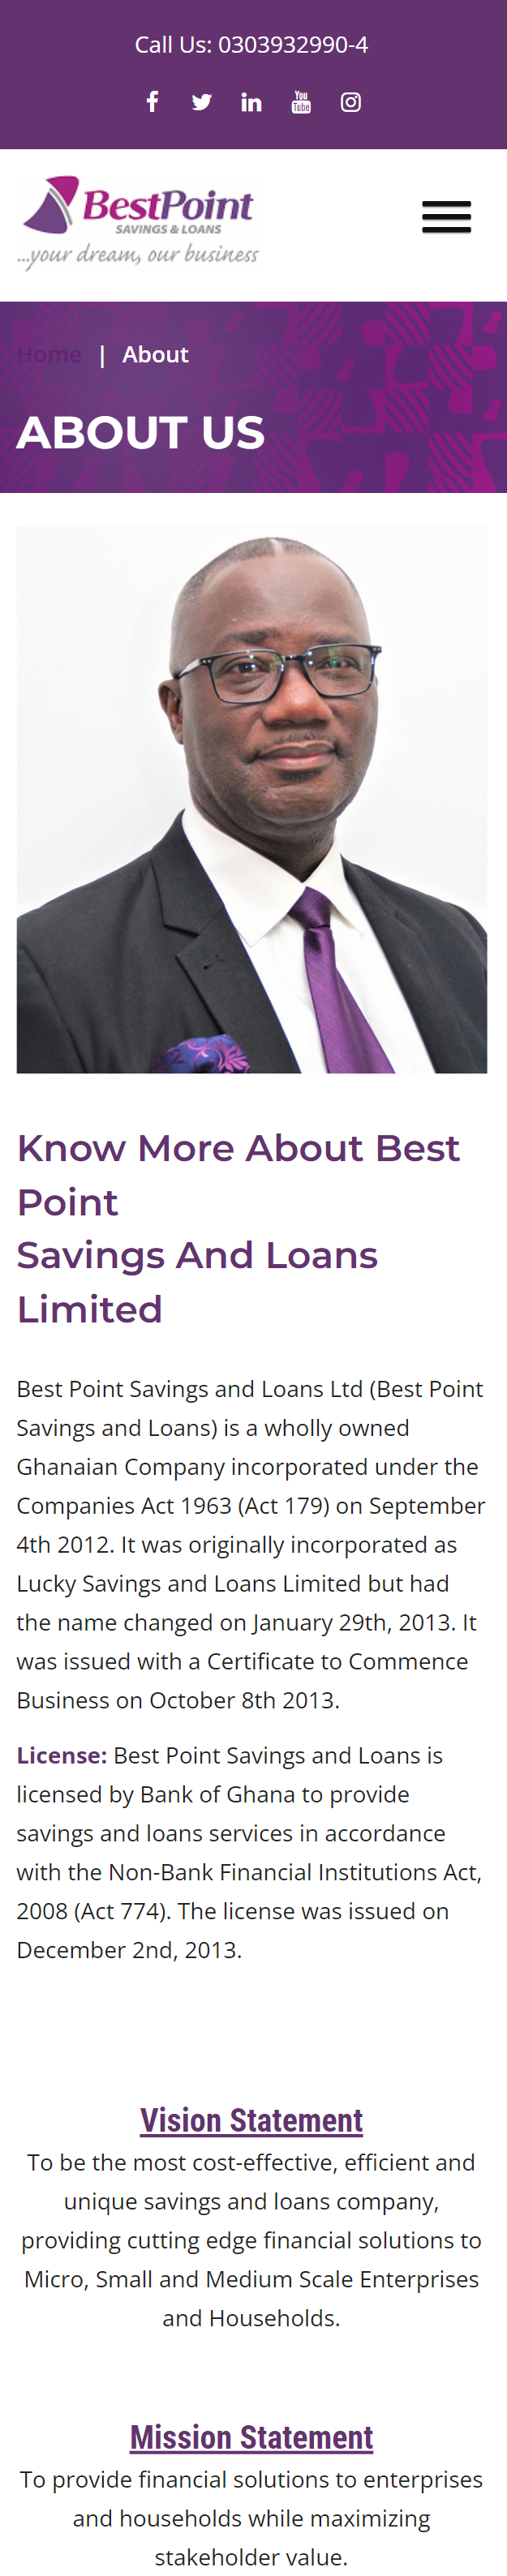 Call Us: 0303932990-4
You
Tube
BestPoint
SAVINGS & LOANS
...your dream, our business
Home | About
ABOUT US
Know More About Best
Point
Savings And Loans
Limited
Best Point Savings and Loans Ltd (Best Point
Savings and Loans) is a wholly owned
Ghanaian Company incorporated under the
Companies Act 1963 (Act 179) on September
4th 2012. It was originally incorporated as
Lucky Savings and Loans Limited but had
the name changed on January 29th, 2013. It
was issued with a Certificate to Commence
Business on October 8th 2013.
License: Best Point Savings and Loans is
licensed by Bank of Ghana to provide
savings and loans services in accordance
with the Non-Bank Financial Institutions Act,
2008 (Act 774). The license was issued on
December 2nd, 2013.
Vision Statement
To be the most cost-effective, efficient and
unique savings and loans company,
providing cutting edge financial solutions to
Micro, Small and Medium Scale Enterprises
and Households.
Mission Statement
To provide financial solutions to enterprises
and households while maximizing
stakeholder value.